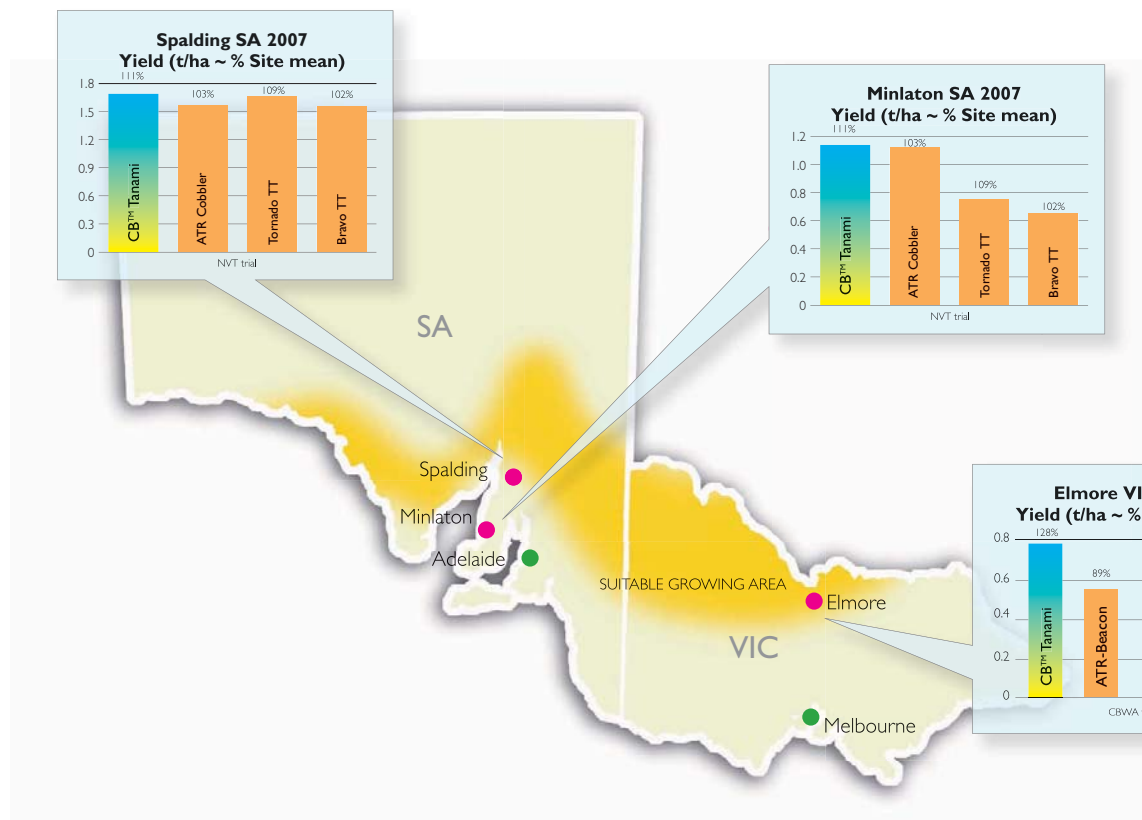 Spalding SA 2007
Yield (t/ha ~ % Site mean)
111%
103%
109%
102%
1.8
1.5
1.2
0.9
0.6
0.3
0
CB™ Tanami
ATR Cobbler
Tornado TT
Bravo TT
NVT trial
Minlaton SA 2007
Yield (t/ha ~ % Site mean)
111%
103%
109%
102%
1.2
1.0
0.8
0.6
0.4
0.2
0
CB™ Tanami
ATR Cobbler
Tornado TT
Bravo TT
NVT trial
SA
Spalding
Minlaton
Adelaide
SUITABLE GROWING AREA
Elmore
VIC
Melbourne
Elmore VI
Yield (t/ha ~ %
128%
89%
0.8
0.6
0.4
0.2
0
CB™ Tanami
ATR-Beacon
CBWA